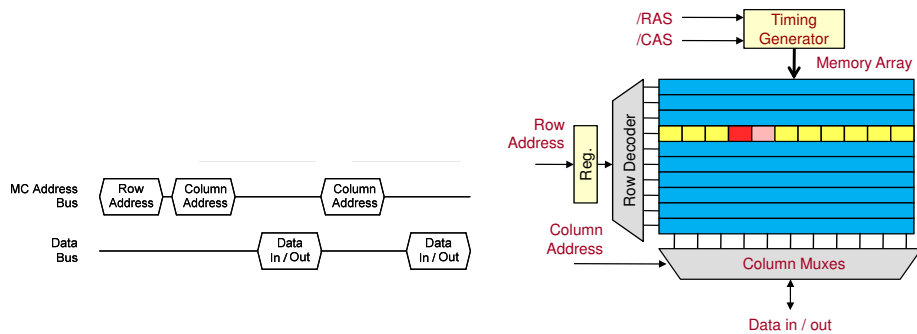 MC Address
Bus
Row
Address
Column
Address
Column
Address
Data
Bus
Data
In / Out
Data
In / Out
/RAS
/CAS
Timing
Generator
Memory Array
Row
Address
Reg.
Row Decoder
Column
Address
Column Muxes
Data in / out